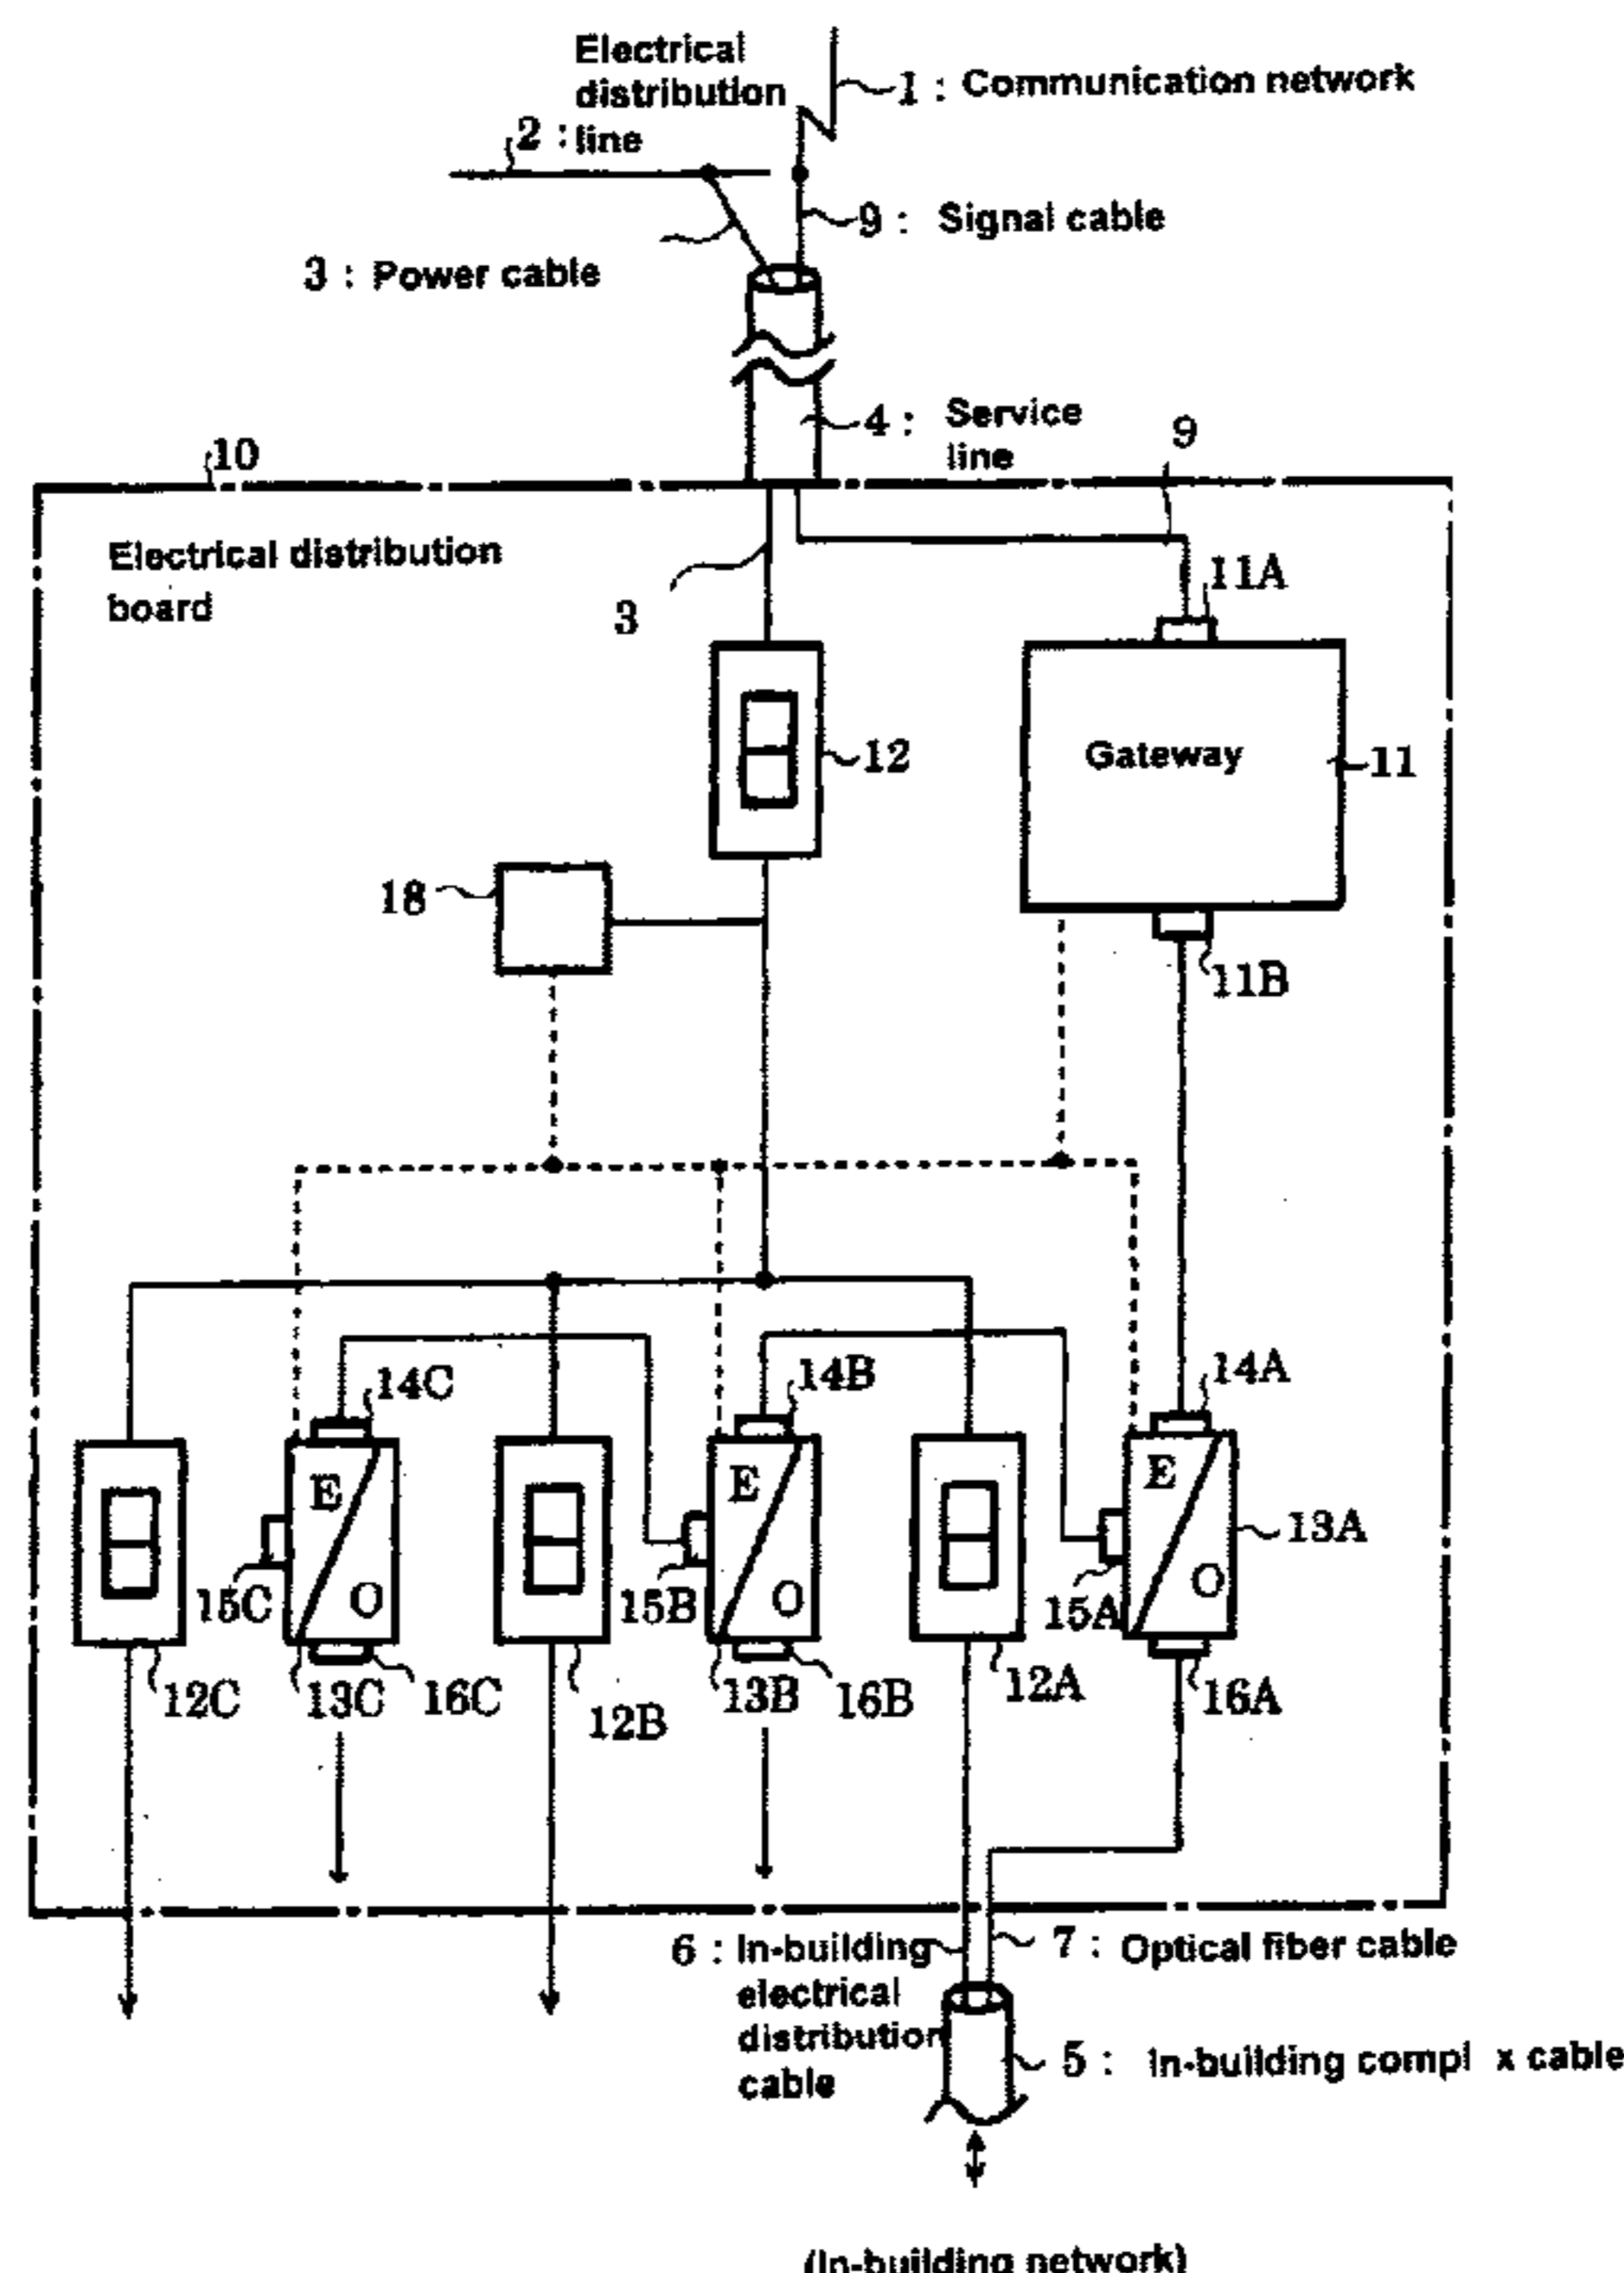 Electrical
distribution
line
2 :
1 : Communication network
9 : Signal cable
3 : Power cable
4 : Service
line
9
10
Electrical distribution
board
3
11A
12
Gateway
11
18
11B
14C
14B
14A
E
E
E
13A
O
O
O
15C
15B
15A
12C
13C
16C
12B
13B
16B
12A
16A
6 : In-building
electrical
distribution
cable
7 : Optical fiber cable
5 : In-building compl x cable
(In-building network)